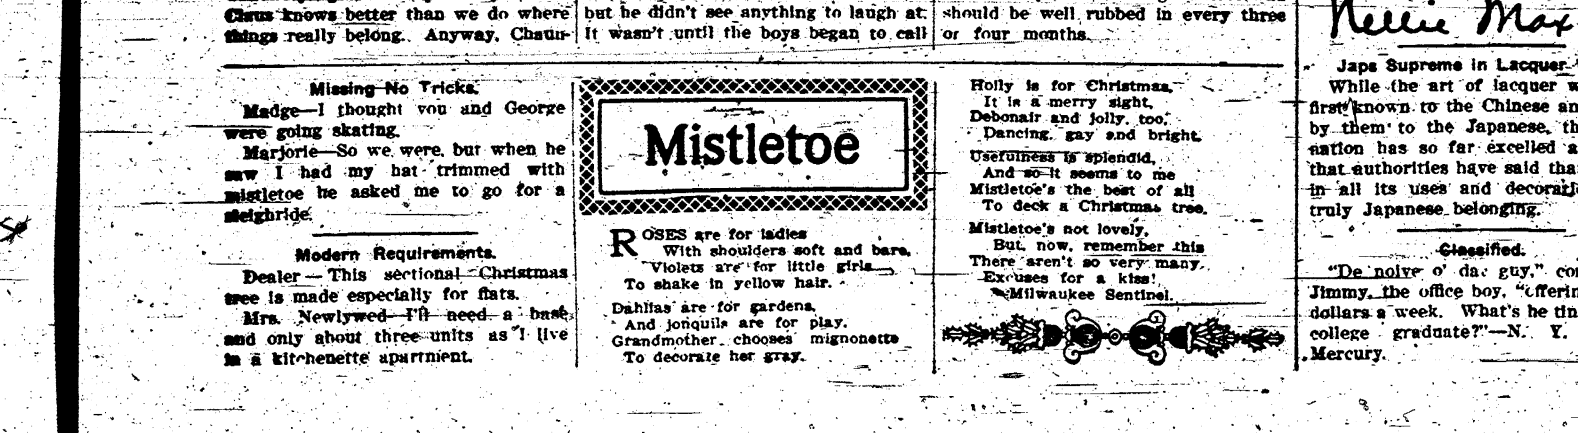 Claus knows better than we do where
things really belong. Anyway, Chaun-
Missing No Tricks.
Madge—I thought you and George
were going skating.
Marjorie—So we were, but when he
saw I had my hat trimmed with
mistletoe he asked me to go for a
sleighride.
Modern Requirements.
Dealer—This sectional Christmas
tree is made especially for flats.
Mrs. Newlywed—I'll need a base
and only about three units as I live
in a kitchenette apartment.
but he didn't see anything to laugh at.
It wasn't until the boys began to call
Mistletoe
ROSES are for ladies
With shoulders soft and bare,
Violets are for little girls
To shake in yellow hair.
Dahlias are for gardens,
And jonquils are for play.
Grandmother chooses mignonette
To decorate her gray.
should be well rubbed in every three
or four months.
Holly is for Christmas,
It is a merry sight,
Debonair and jolly, too,
Dancing, gay and bright.
Usefulness is splendid,
And so it seems to me
Mistletoe's the best of all
To deck a Christmas tree.
Mistletoe's not lovely,
But, now, remember this
There aren't so very many
Excuses for a kiss!
—Milwaukee Sentinel.
Nellie Max
Japs Supreme in Lacquer
While the art of lacquer w
first known to the Chinese an
by them to the Japanese, th
nation has so far excelled a
that authorities have said tha
in all its uses and decorati
truly Japanese belonging.
Classified.
"De noive o' dat guy," co
Jimmy, the office boy, "offerin
dollars a week. What's he tin
college graduate?"—N. Y.
Mercury.